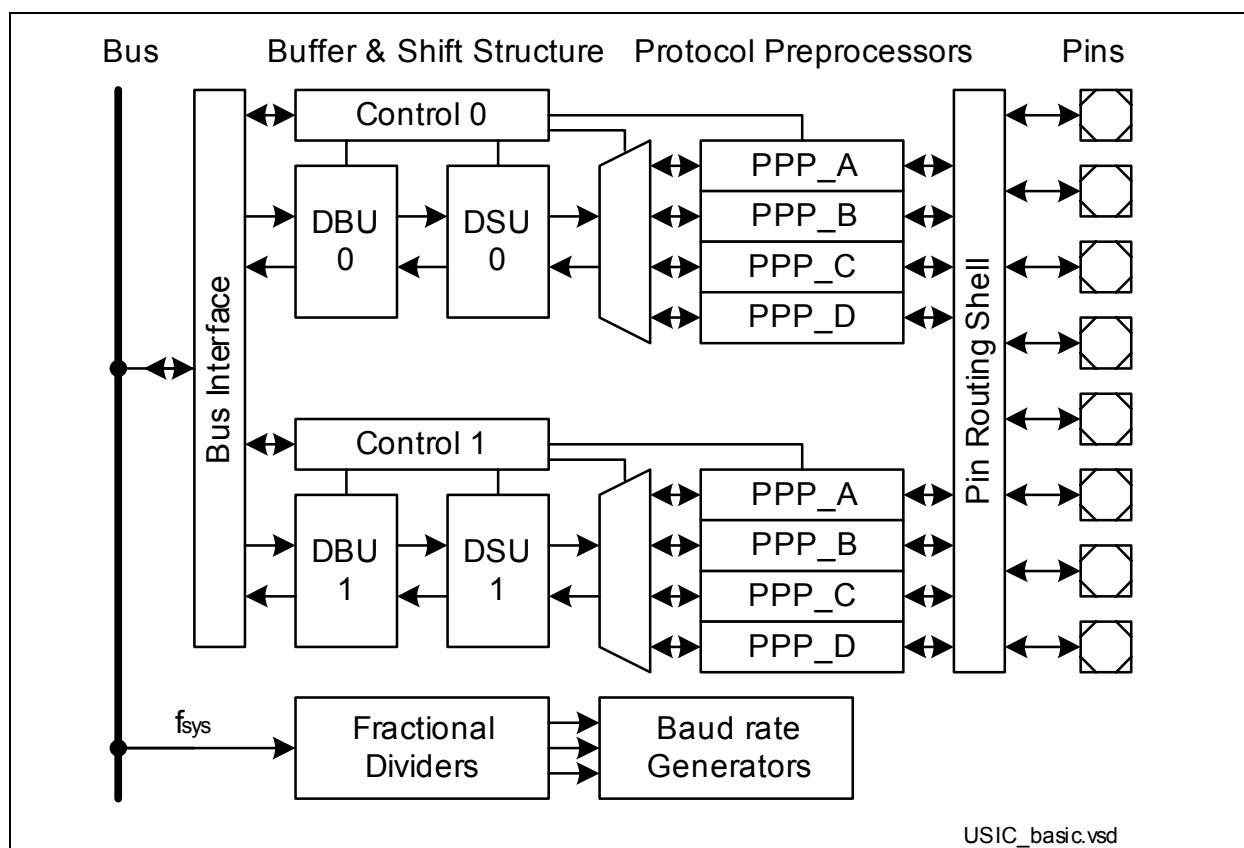 Bus
Buffer & Shift Structure
Protocol Preprocessors
Pins
Control 0
DBU
0
DSU
0
PPP_A
PPP_B
PPP_C
PPP_D
Bus Interface
Pin Routing Shell
Control 1
DBU
1
DSU
1
PPP_A
PPP_B
PPP_C
PPP_D
fsys
Fractional
Dividers
Baud rate
Generators
USIC_basic.vsd